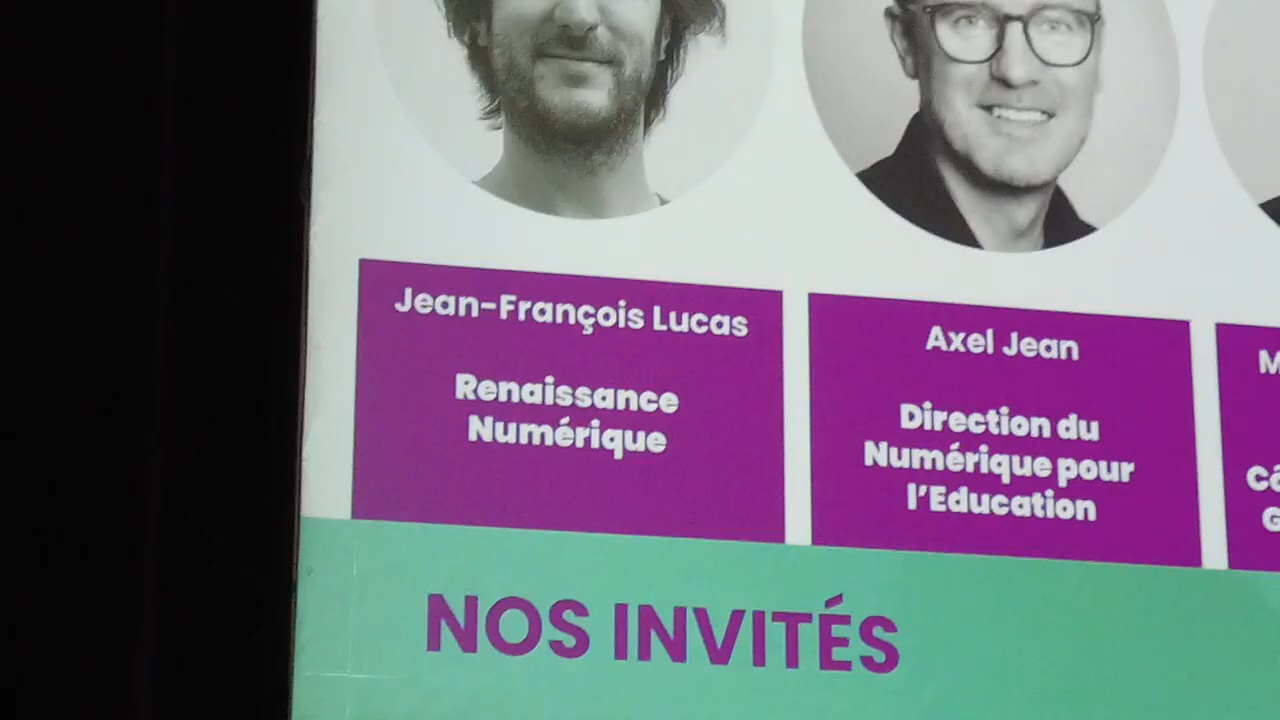 Jean-François Lucas
Renaissance
Numérique
Axel Jean
Direction du
Numérique pour
l'Education
NOS INVITÉS